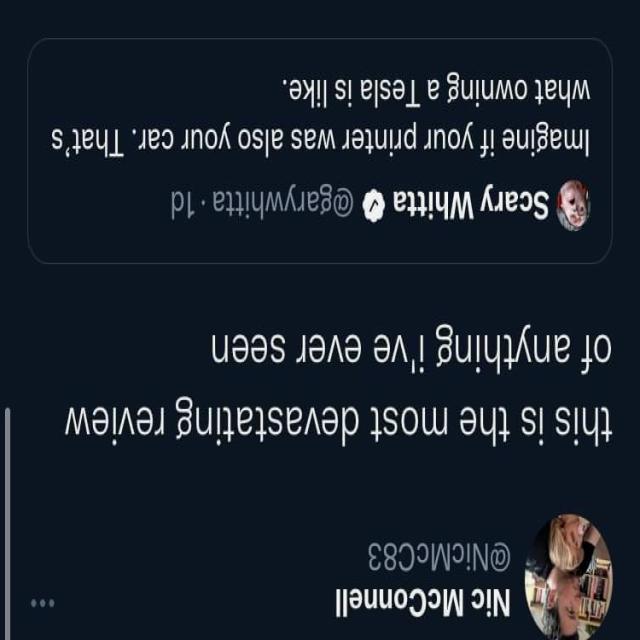 Nic McConnell
@NicMcC83
this is the most devastating review
of anything i've ever seen
Scary Whitta @garywhitta · 1d
Imagine if your printer was also your car. That's
what owning a Tesla is like.